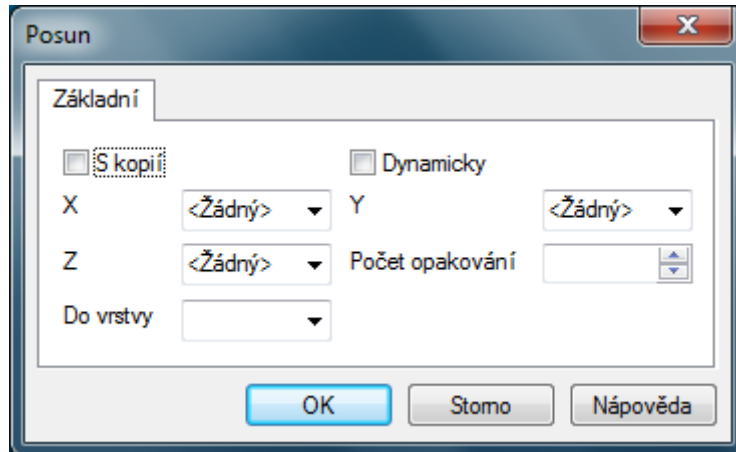 Posun
Základní
S kopií Dynamicky
X <Žádný> Y <Žádný>
Z <Žádný> Počet opakování
Do vrstvy
OK Storno Nápověda